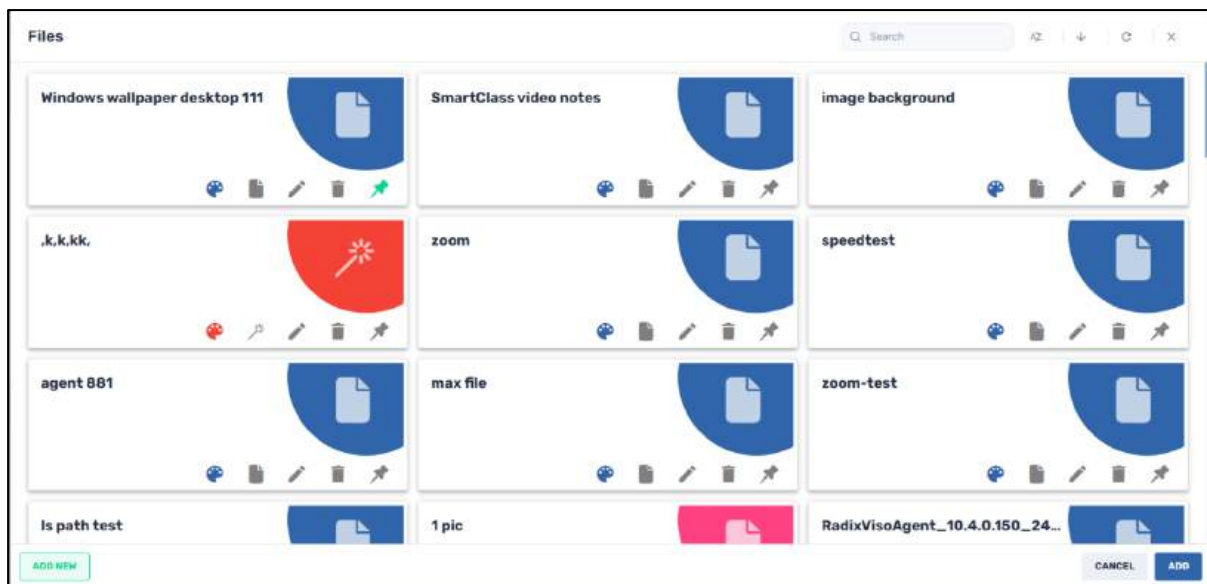 Files
Search
AZ
Windows wallpaper desktop 111
SmartClass video notes
image background
,k,k,kk,
zoom
speedtest
agent 881
max file
zoom-test
Is path test
1 pic
RadixVisoAgent_10.4.0.150_24...
ADD NEW
CANCEL
ADD